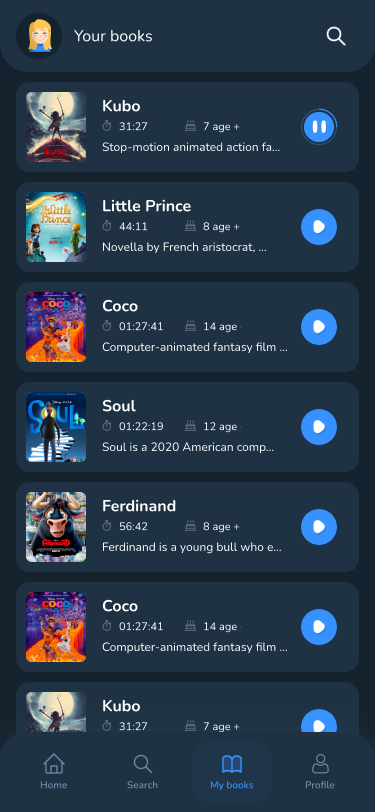 Your books
Kubo
31:27 7 age +
Stop-motion animated action fa...
Little Prince
44:11 8 age +
Novella by French aristocrat, ...
Coco
01:27:41 14 age
Computer-animated fantasy film ...
Soul
01:22:19 12 age
Soul is a 2020 American comp...
Ferdinand
56:42 8 age +
Ferdinand is a young bull who e...
Coco
01:27:41 14 age
Computer-animated fantasy film ...
Kubo
31:27 7 age +
Home Search My books Profile